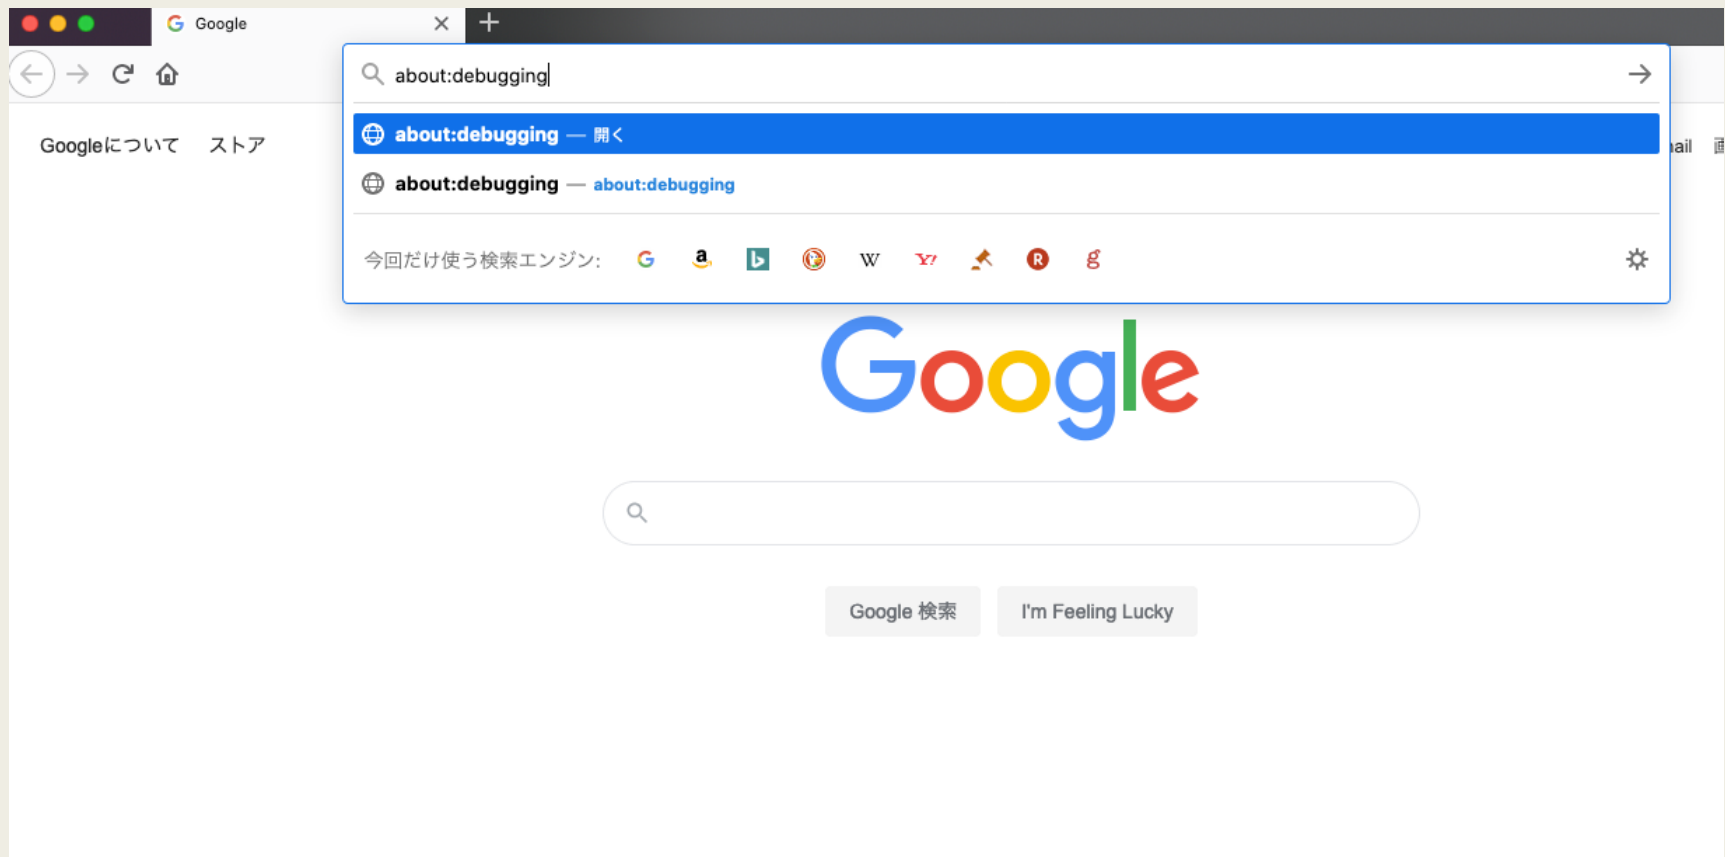 Google
about:debugging
Googleについて ストア
about:debugging — 開く
about:debugging — about:debugging
今回だけ使う検索エンジン:
Google
Google 検索 I'm Feeling Lucky